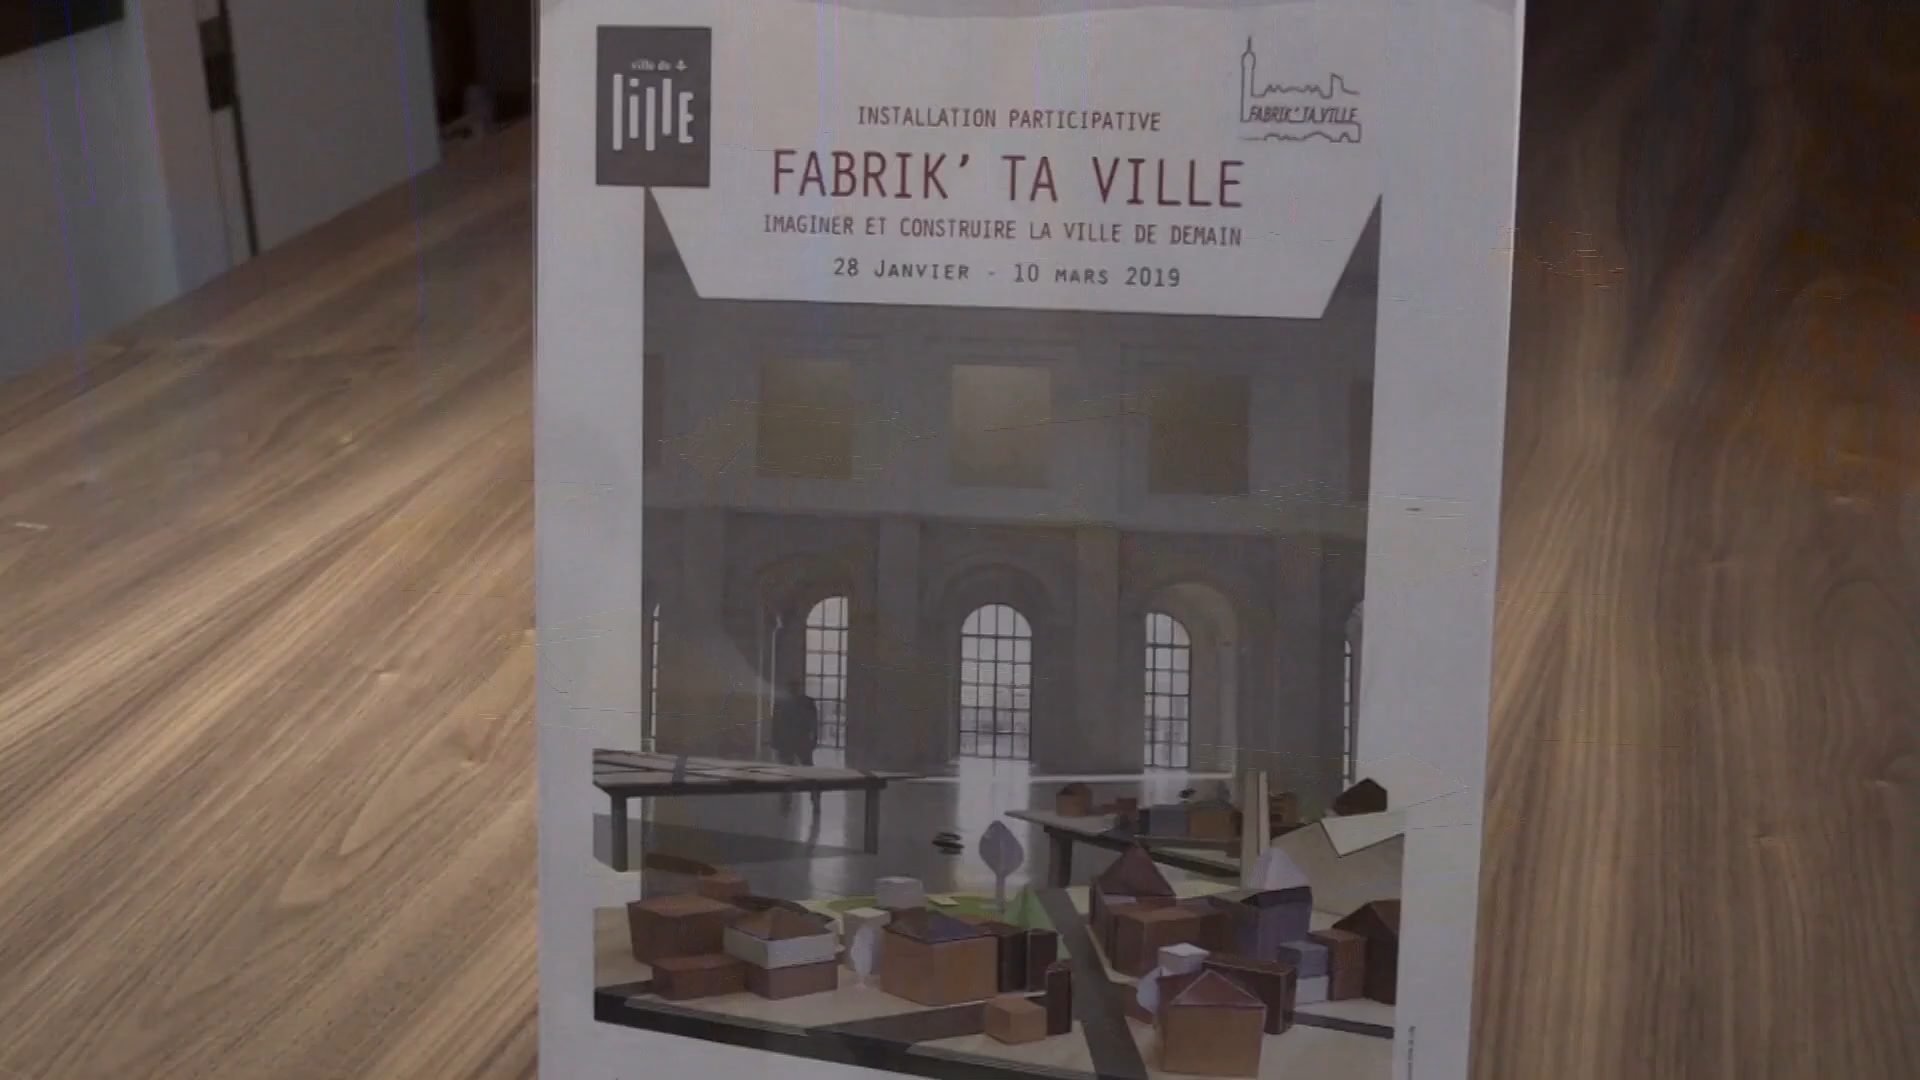 ville de
lille
INSTALLATION PARTICIPATIVE
FABRIK' TA VILLE
FABRIK' TA VILLE
IMAGINER ET CONSTRUIRE LA VILLE DE DEMAIN
28 JANVIER - 10 MARS 2019